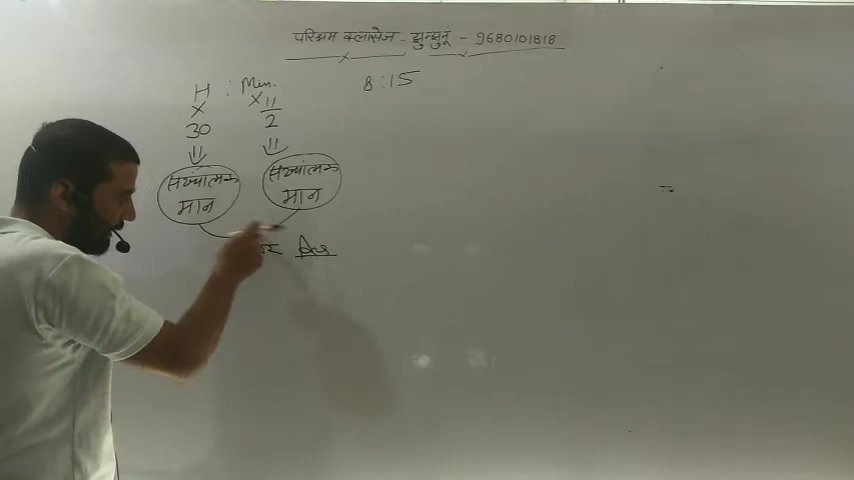 परिश्रम क्लासेज - झुन्झुनूं - 9680101818
H : Min.
8:15
× × 11/2
30
संख्यात्मक मान
संख्यात्मक मान